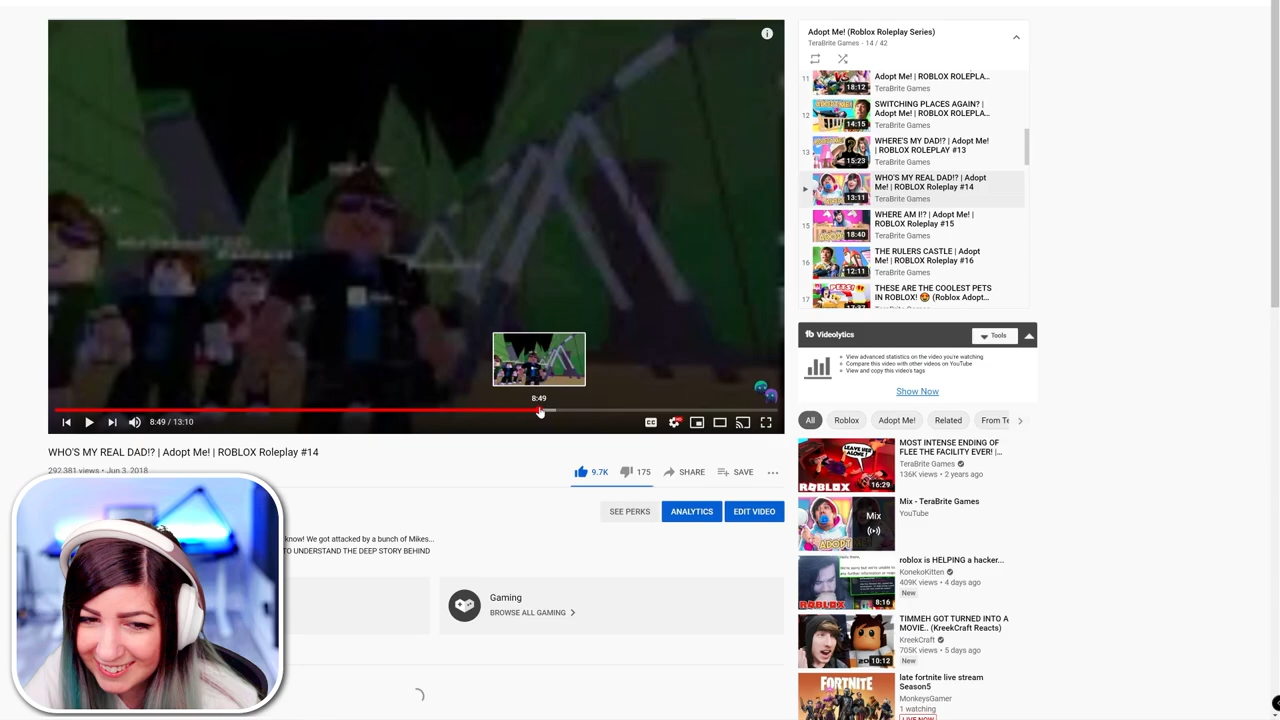 8:49
8:49 / 13:10
CC
WHO'S MY REAL DAD!? | Adopt Me! | ROBLOX Roleplay #14
292,381 views • Jun 3, 2018
9.7K
175
SHARE
SAVE
SEE PERKS
ANALYTICS
EDIT VIDEO
know! We got attacked by a bunch of Mikes...
TO UNDERSTAND THE DEEP STORY BEHIND
Gaming
BROWSE ALL GAMING
Adopt Me! (Roblox Roleplay Series)
TeraBrite Games - 14 / 42
11
18:12
Adopt Me! | ROBLOX ROLEPLA...
TeraBrite Games
12
14:15
SWITCHING PLACES AGAIN? |
Adopt Me! | ROBLOX ROLEPLA...
TeraBrite Games
13
15:23
WHERE'S MY DAD!? | Adopt Me!
| ROBLOX ROLEPLAY #13
TeraBrite Games
13:11
WHO'S MY REAL DAD!? | Adopt
Me! | ROBLOX Roleplay #14
TeraBrite Games
15
18:40
WHERE AM I!? | Adopt Me! |
ROBLOX Roleplay #15
TeraBrite Games
16
12:11
THE RULERS CASTLE | Adopt
Me! | ROBLOX Roleplay #16
TeraBrite Games
17
THESE ARE THE COOLEST PETS
IN ROBLOX! 😍 (Roblox Adopt...
Videolytics
Tools
View advanced statistics on the video you're watching
Compare this video with other videos on YouTube
View and copy this video's tags
Show Now
All
Roblox
Adopt Me!
Related
From Te
LEAVE HER ALONE!
ROBLOX
16:29
MOST INTENSE ENDING OF
FLEE THE FACILITY EVER! |...
TeraBrite Games
136K views • 2 years ago
Mix
Mix - TeraBrite Games
YouTube
ROBLOX
8:16
roblox is HELPING a hacker...
KonekoKitten
409K views • 4 days ago
New
10:12
TIMMEH GOT TURNED INTO A
MOVIE.. (KreekCraft Reacts)
KreekCraft
705K views • 5 days ago
New
FORTNITE
late fortnite live stream
Season5
MonkeysGamer
1 watching
LIVE NOW